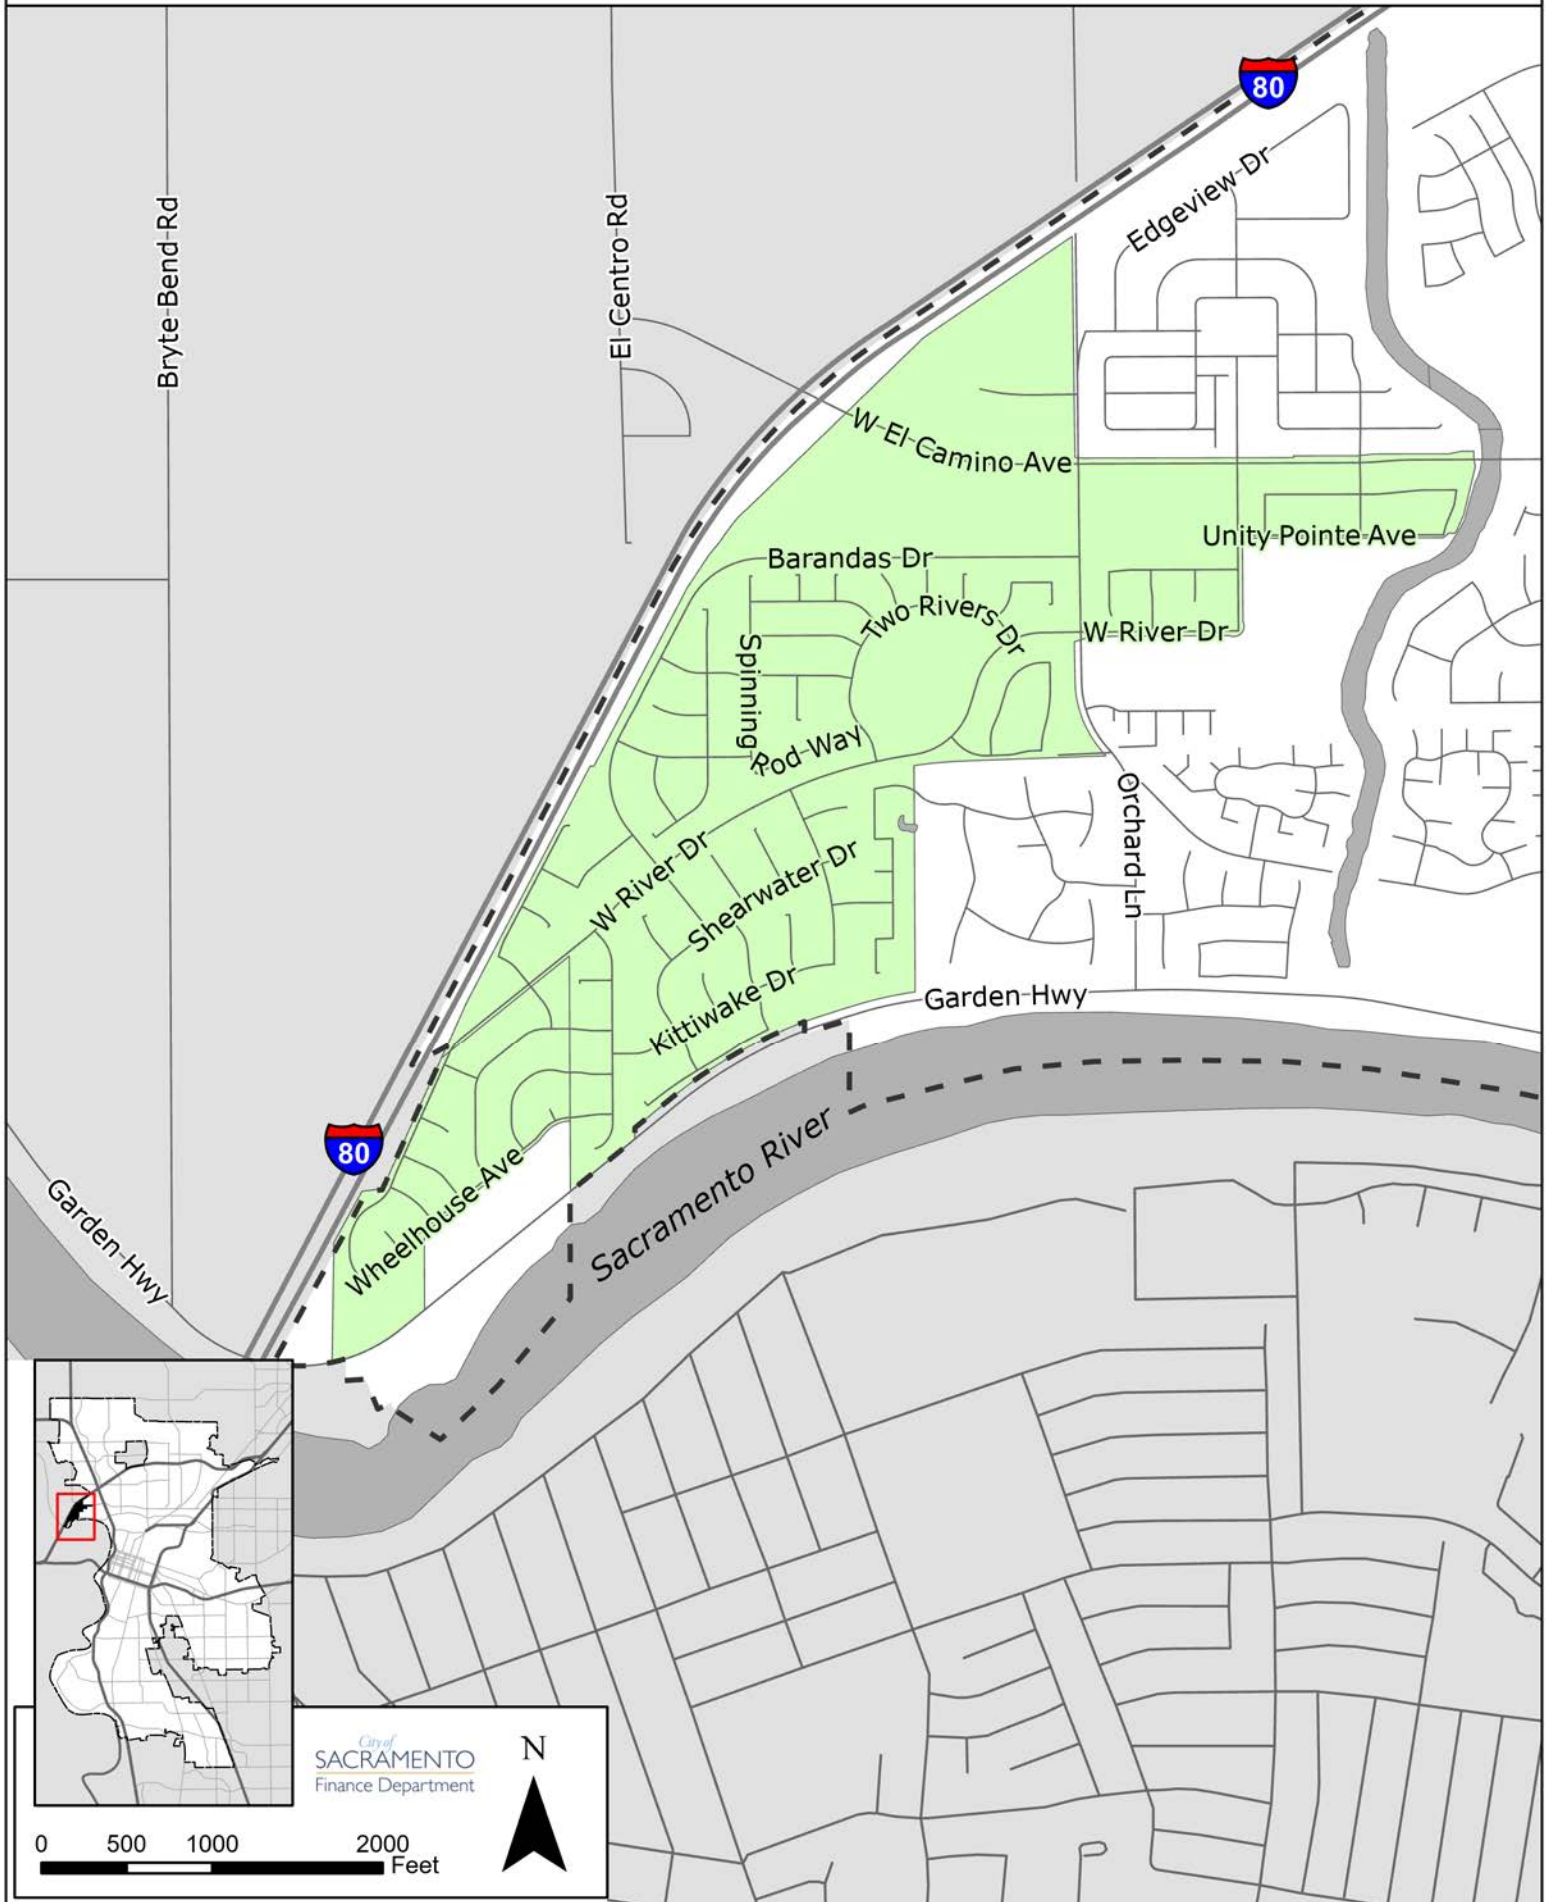 80
Edgeview Dr
Bryte Bend Rd
El Centro Rd
W El Camino Ave
Unity Pointe Ave
Barandas Dr
Two Rivers Dr
W River Dr
Spinning
Rod Way
Orchard Ln
W River Dr
Shearwater Dr
Kittiwake Dr
Garden Hwy
80
Sacramento River
Wheelhouse Ave
Garden Hwy
City of
SACRAMENTO
Finance Department
N
0 500 1000 2000
Feet